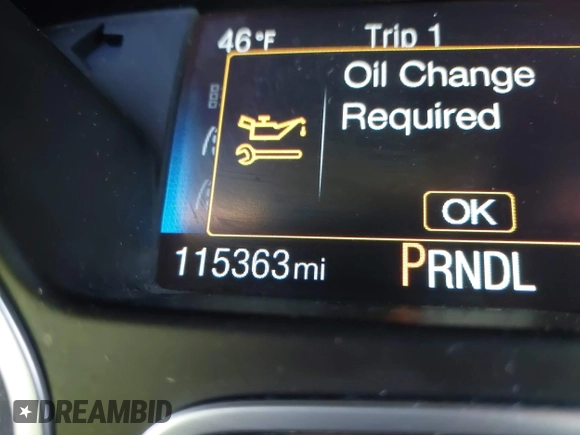 46°F Trip 1
Oil Change
Required
OK
115363mi PRNDL
DREAMBID